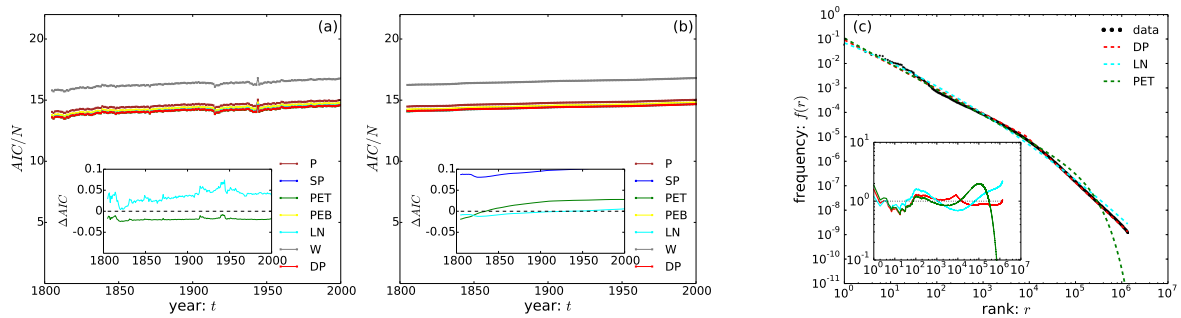 (a)
20
15
10
5
AIC/N
1800 1850 1900 1950 2000
year: t
P
SP
PET
PEB
LN
W
DP
0.1
0.05
0
-0.05
ΔAIC
1800 1850 1900 1950 2000
(b)
20
15
10
5
AIC/N
1800 1850 1900 1950 2000
year: t
P
SP
PET
PEB
LN
W
DP
0.1
0.05
0
-0.05
ΔAIC
1800 1850 1900 1950 2000
(c)
data
DP
LN
PET
10^0
10^-1
10^-2
10^-3
10^-4
10^-5
10^-6
10^-7
10^-8
10^-9
10^-10
10^-11
frequency: f(r)
10^0 10^1 10^2 10^3 10^4 10^5 10^6 10^7
rank: r
10^1
10^0
10^-1
10^0 10^1 10^2 10^3 10^4 10^5 10^6 10^7